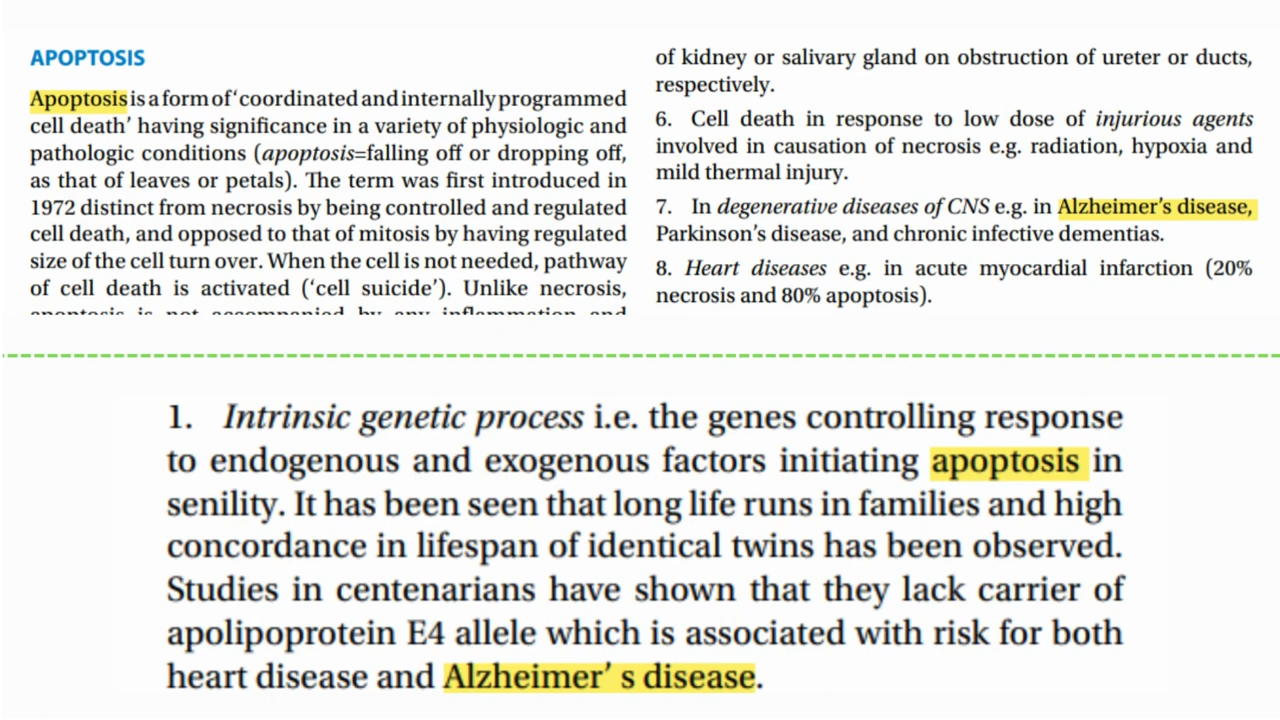 APOPTOSIS
Apoptosis is a form of ‘coordinated and internally programmed
cell death’ having significance in a variety of physiologic and
pathologic conditions (apoptosis=falling off or dropping off,
as that of leaves or petals). The term was first introduced in
1972 distinct from necrosis by being controlled and regulated
cell death, and opposed to that of mitosis by having regulated
size of the cell turn over. When the cell is not needed, pathway
of cell death is activated (‘cell suicide’). Unlike necrosis,
apoptosis is not accompanied by any inflammation and
of kidney or salivary gland on obstruction of ureter or ducts,
respectively.
6. Cell death in response to low dose of injurious agents
involved in causation of necrosis e.g. radiation, hypoxia and
mild thermal injury.
7. In degenerative diseases of CNS e.g. in Alzheimer’s disease,
Parkinson’s disease, and chronic infective dementias.
8. Heart diseases e.g. in acute myocardial infarction (20%
necrosis and 80% apoptosis).
1. Intrinsic genetic process i.e. the genes controlling response
to endogenous and exogenous factors initiating apoptosis in
senility. It has been seen that long life runs in families and high
concordance in lifespan of identical twins has been observed.
Studies in centenarians have shown that they lack carrier of
apolipoprotein E4 allele which is associated with risk for both
heart disease and Alzheimer’ s disease.